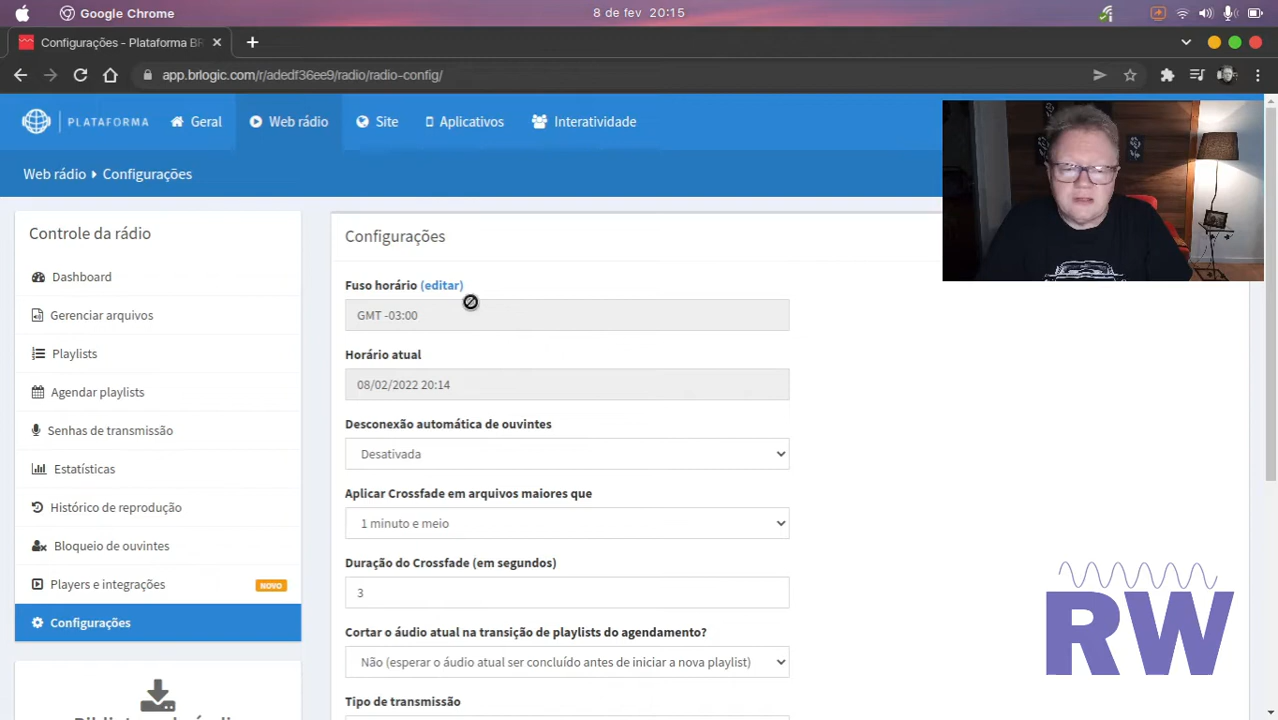 Google Chrome
8 de fev 20:15
Configurações - Plataforma BR
app.brlogic.com/r/adedf36ee9/radio/radio-config/
PLATAFORMA
Geral
Web rádio
Site
Aplicativos
Interatividade
Web rádio
Configurações
Controle da rádio
Dashboard
Gerenciar arquivos
Playlists
Agendar playlists
Senhas de transmissão
Estatísticas
Histórico de reprodução
Bloqueio de ouvintes
Players e integrações
NOVO
Configurações
Configurações
Fuso horário (editar)
GMT -03:00
Horário atual
08/02/2022 20:14
Desconexão automática de ouvintes
Desativada
Aplicar Crossfade em arquivos maiores que
1 minuto e meio
Duração do Crossfade (em segundos)
3
Cortar o áudio atual na transição de playlists do agendamento?
Não (esperar o áudio atual ser concluído antes de iniciar a nova playlist)
Tipo de transmissão
RW